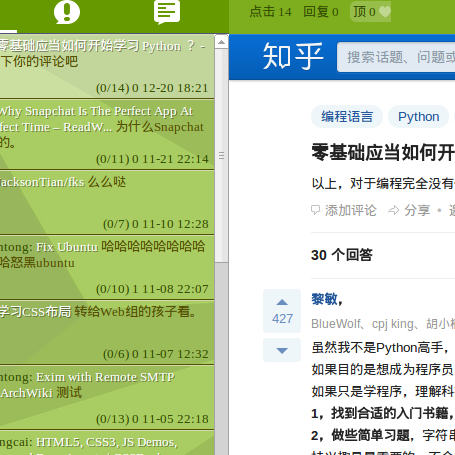 点击 14 回复 0 顶 0
零基础应当如何开始学习 Python ？ -
下你的评论吧
(0/14) 0 12-20 18:21
Why Snapchat Is The Perfect App At
fect Time – ReadW... 为什么Snapchat
的。
(0/11) 0 11-21 22:14
JacksonTian/fks 么么哒
(0/7) 0 11-10 12:28
ntong: Fix Ubuntu 哈哈哈哈哈哈哈哈
哈怒黑ubuntu
(0/10) 1 11-08 22:07
学习CSS布局 转给Web组的孩子看。
(0/6) 0 11-07 12:32
ntong: Exim with Remote SMTP
ArchWiki 测试
(0/13) 0 11-05 22:18
ngcai: HTML5, CSS3, JS Demos,
知乎
搜索话题、问题或
编程语言 Python
零基础应当如何开
以上，对于编程完全没有
添加评论 分享 •
30 个回答
427
黎敏，
BlueWolf、cpj king、胡小
虽然我不是Python高手，
如果目的是想成为程序员
如果只是学程序，理解科
1，找到合适的入门书籍，
2，做些简单习题，字符串